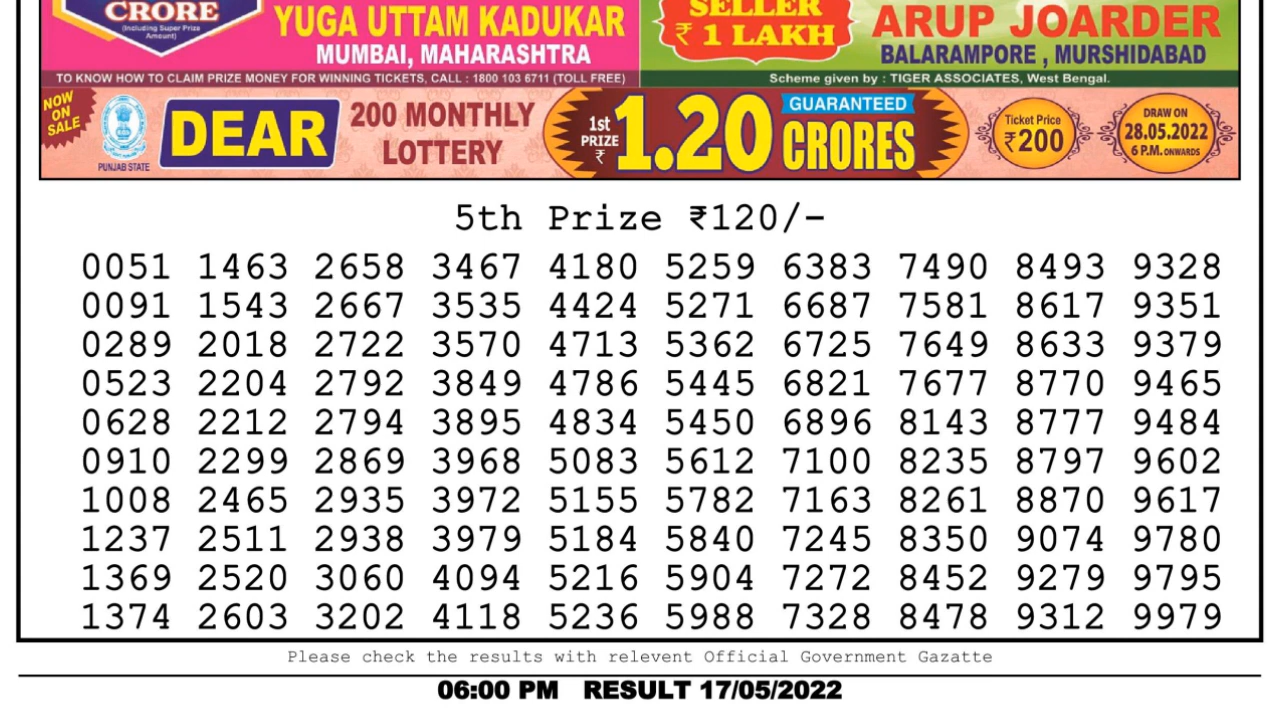 CRORE
(Including Super Prize
Amount)
YUGA UTTAM KADUKAR
MUMBAI, MAHARASHTRA
SELLER
₹ 1 LAKH
ARUP JOARDER
BALARAMPORE , MURSHIDABAD
TO KNOW HOW TO CLAIM PRIZE MONEY FOR WINNING TICKETS, CALL : 1800 103 6711 (TOLL FREE)
Scheme given by : TIGER ASSOCIATES, West Bengal.
NOW
ON
SALE
PUNJAB STATE
DEAR
200 MONTHLY
LOTTERY
1st
PRIZE
₹
1.20
GUARANTEED
CRORES
Ticket Price
₹200
DRAW ON
28.05.2022
6 P.M. ONWARDS
5th Prize ₹120/-
0051 1463 2658 3467 4180 5259 6383 7490 8493 9328
0091 1543 2667 3535 4424 5271 6687 7581 8617 9351
0289 2018 2722 3570 4713 5362 6725 7649 8633 9379
0523 2204 2792 3849 4786 5445 6821 7677 8770 9465
0628 2212 2794 3895 4834 5450 6896 8143 8777 9484
0910 2299 2869 3968 5083 5612 7100 8235 8797 9602
1008 2465 2935 3972 5155 5782 7163 8261 8870 9617
1237 2511 2938 3979 5184 5840 7245 8350 9074 9780
1369 2520 3060 4094 5216 5904 7272 8452 9279 9795
1374 2603 3202 4118 5236 5988 7328 8478 9312 9979
Please check the results with relevent Official Government Gazatte
06:00 PM RESULT 17/05/2022